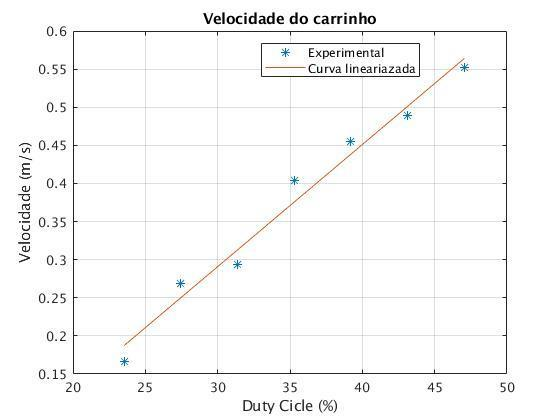 Velocidade do carrinho
Experimental
Curva lineariazada
Velocidade (m/s)
0.6
0.55
0.5
0.45
0.4
0.35
0.3
0.25
0.2
0.15
20 25 30 35 40 45 50
Duty Cicle (%)